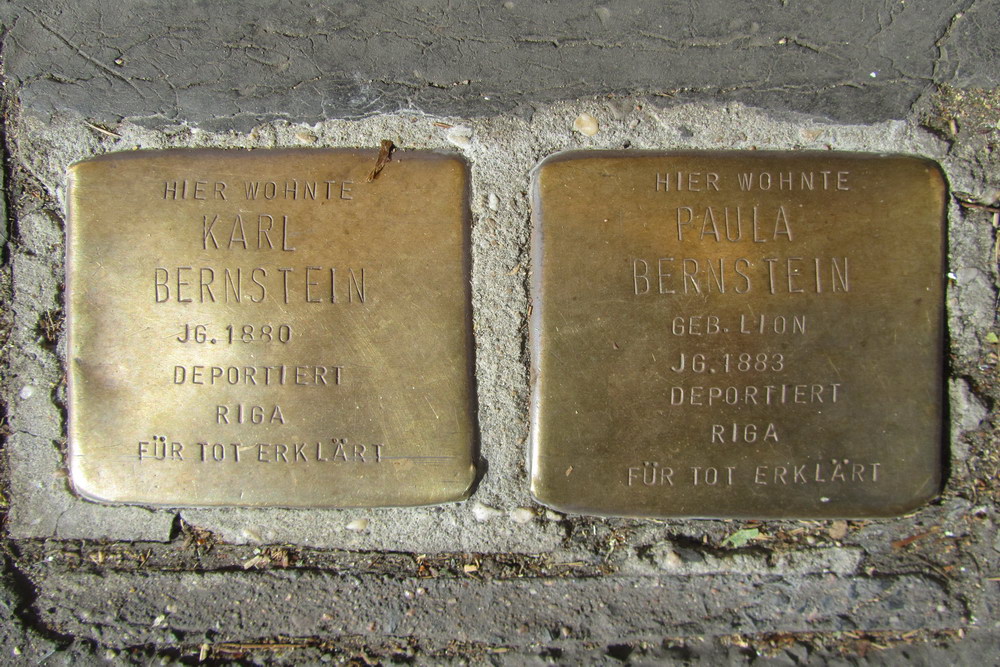 HIER WOHNTE
KARL
BERNSTEIN
JG. 1880
DEPORTIERT
RIGA
FÜR TOT ERKLÄRT
HIER WOHNTE
PAULA
BERNSTEIN
GEB. LION
JG. 1883
DEPORTIERT
RIGA
FÜR TOT ERKLÄRT